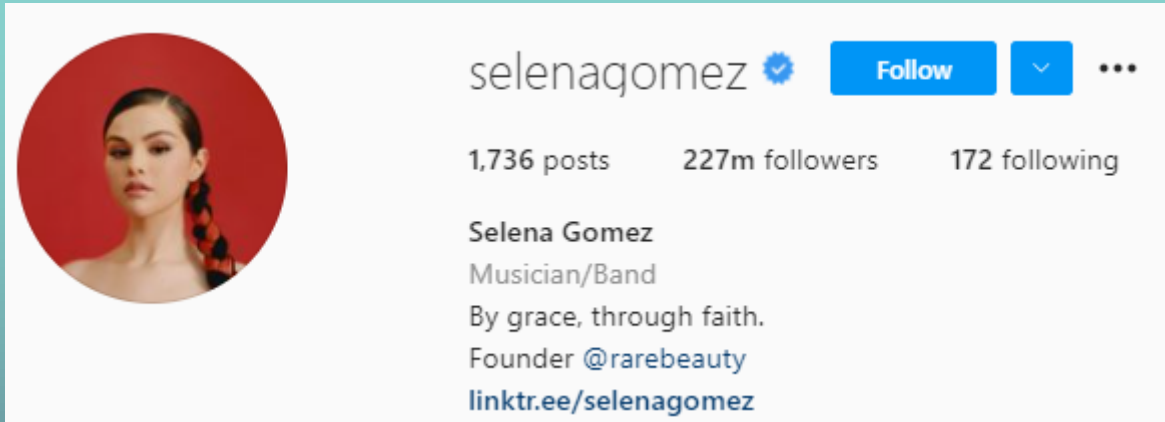 selenagomez
Follow
1,736 posts 227m followers 172 following
Selena Gomez
Musician/Band
By grace, through faith.
Founder @rarebeauty
linktr.ee/selenagomez